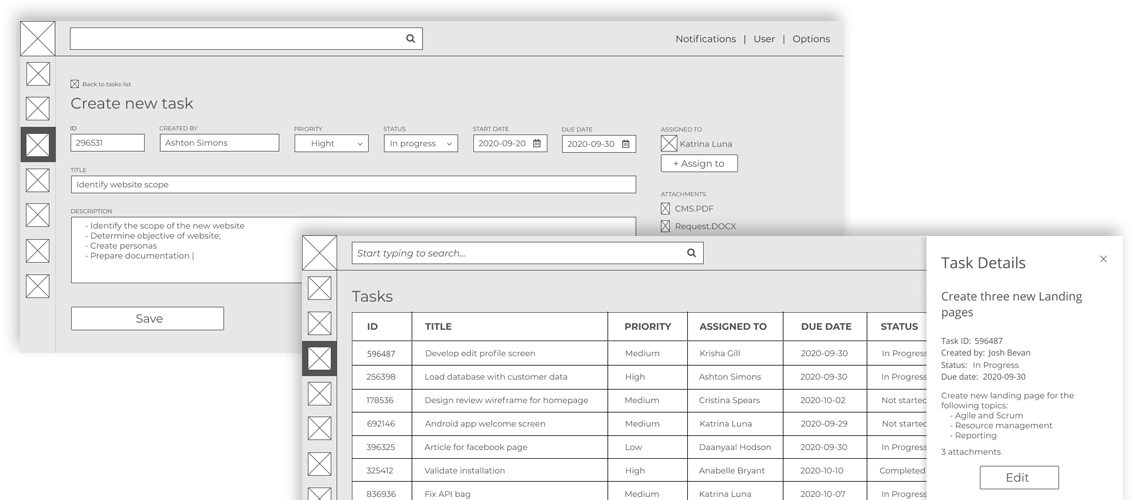 Notifications | User | Options
Back to tasks list
Create new task
ID CREATED BY PRIORITY STATUS START DATE DUE DATE
296531 Ashton Simons Hight In progress 2020-09-20 2020-09-30
ASSIGNED TO
Katrina Luna
+ Assign to
TITLE
Identify website scope
ATTACHMENTS
CMS.PDF
Request.DOCX
DESCRIPTION
- Identify the scope of the new website
- Determine objective of website;
- Create personas
- Prepare documentation |
Save
Start typing to search...
Tasks
ID TITLE PRIORITY ASSIGNED TO DUE DATE STATUS
596487 Develop edit profile screen Medium Krisha Gill 2020-09-30 In Progress
256398 Load database with customer data High Ashton Simons 2020-09-30 In Progress
178536 Design review wireframe for homepage Medium Cristina Spears 2020-10-02 Not started
692146 Android app welcome screen Medium Katrina Luna 2020-09-29 Not started
396325 Article for facebook page Low Daanyaal Hodson 2020-09-30 In Progress
325412 Validate installation High Anabelle Bryant 2020-10-10 Completed
836936 Fix API bag Medium Katrina Luna 2020-10-07 In Progress
Task Details
Create three new Landing
pages
Task ID: 596487
Created by: Josh Bevan
Status: In Progress
Due date: 2020-09-30
Create new landing page for the
following topics:
- Agile and Scrum
- Resource management
- Reporting
3 attachments
Edit